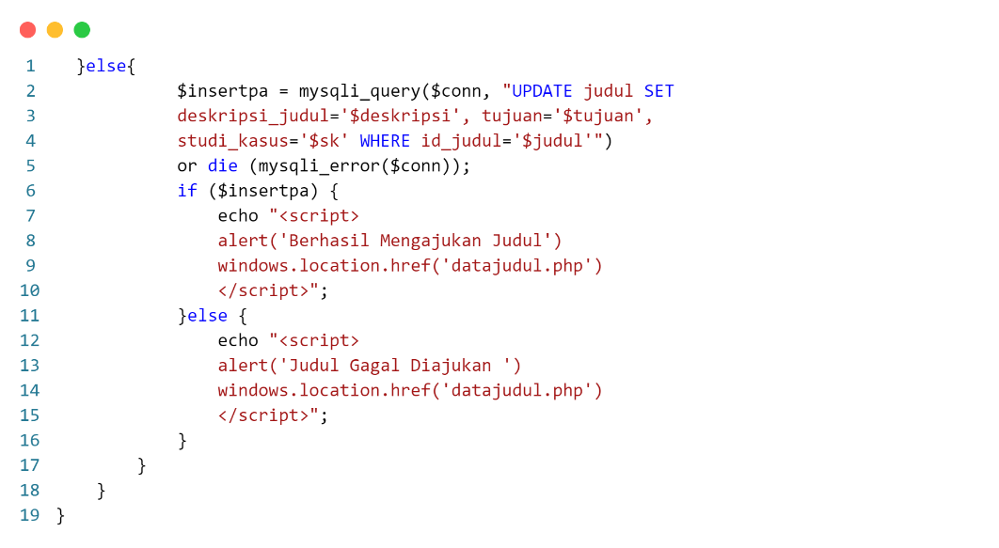 1 }else{
2 $insertpa = mysqli_query($conn, "UPDATE judul SET
3 deskripsi_judul='$deskripsi', tujuan='$tujuan',
4 studi_kasus='$sk' WHERE id_judul='$judul'")
5 or die (mysqli_error($conn));
6 if ($insertpa) {
7 echo "<script>
8 alert('Berhasil Mengajukan Judul')
9 windows.location.href('datajudul.php')
10 </script>";
11 }else {
12 echo "<script>
13 alert('Judul Gagal Diajukan ')
14 windows.location.href('datajudul.php')
15 </script>";
16 }
17 }
18 }
19 }